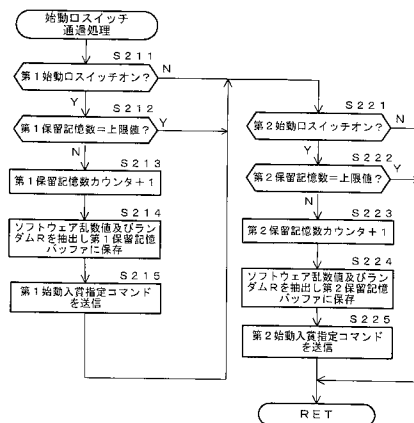 始動口スイッチ
通過処理
S211
第1始動口スイッチオン?
N
Y
S212
第1保留記憶数=上限値?
Y
N
S213
第1保留記憶数カウンタ+1
S214
ソフトウェア乱数値及びラン
ダムRを抽出し第1保留記憶
バッファに保存
S215
第1始動入賞指定コマンド
を送信
S221
第2始動口スイッチオン?
N
Y
S222
第2保留記憶数=上限値?
Y
N
S223
第2保留記憶数カウンタ+1
S224
ソフトウェア乱数値及びラン
ダムRを抽出し第2保留記憶
バッファに保存
S225
第2始動入賞指定コマンド
を送信
RET